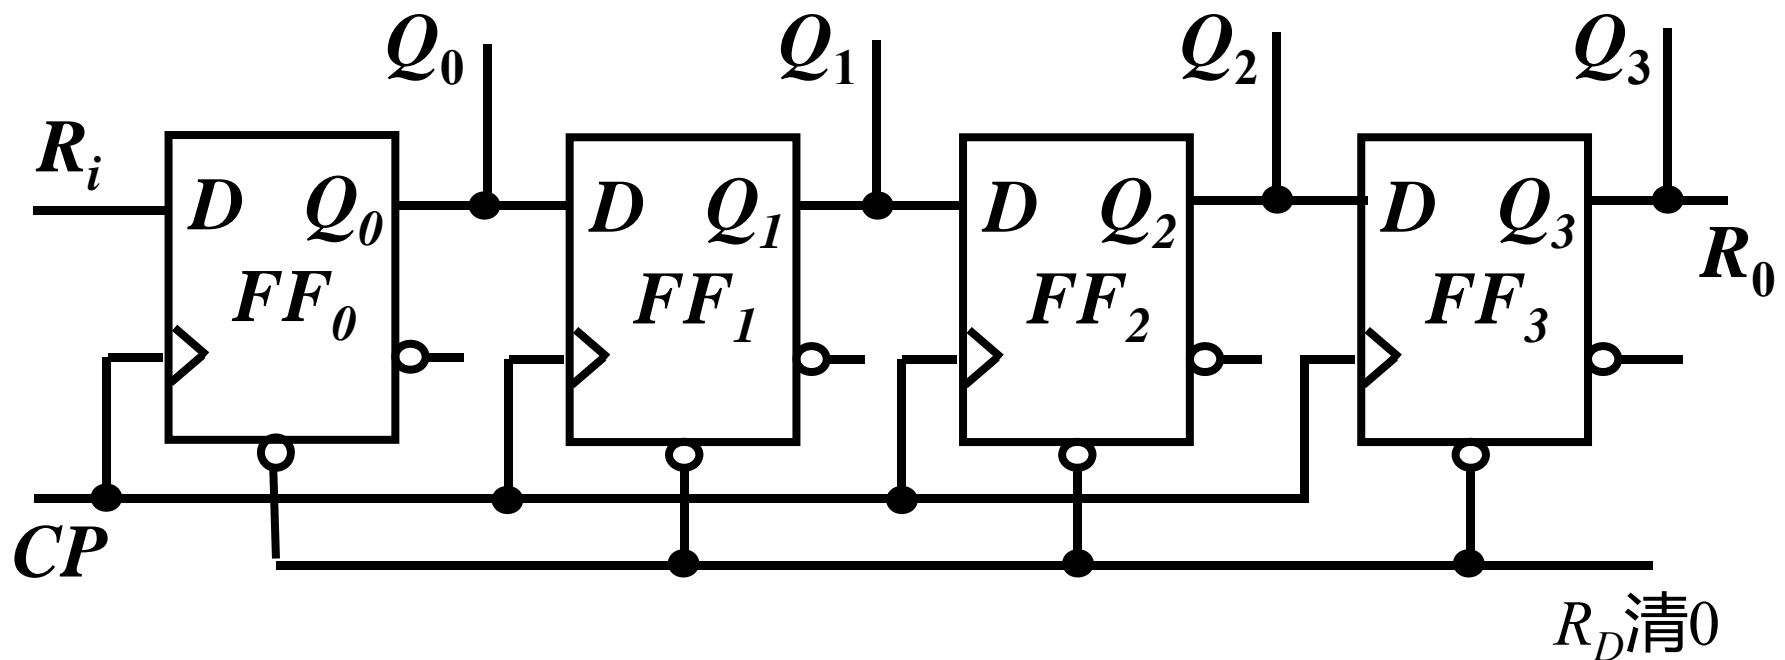 Q0 Q1 Q2 Q3
Ri
D Q0 D Q1 D Q2 D Q3
R0
FF0 FF1 FF2 FF3
CP
RD清0